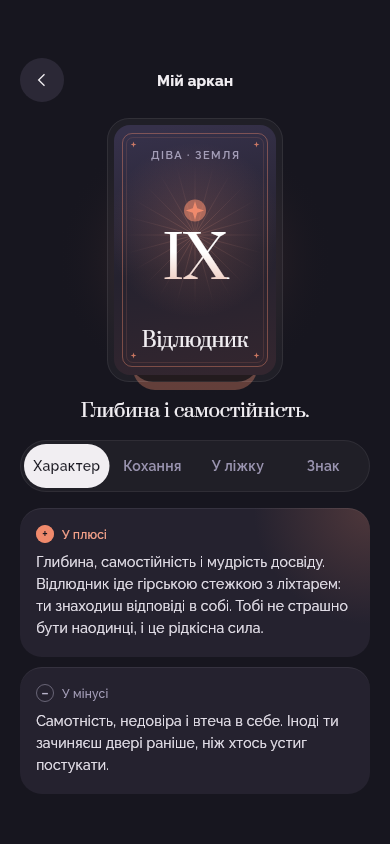 Мій аркан
ДІВА · ЗЕМЛЯ
IX
Відлюдник
Глибина і самостійність.
Характер Кохання У ліжку Знак
У плюсі
Глибина, самостійність і мудрість досвіду.
Відлюдник іде гірською стежкою з ліхтарем:
ти знаходиш відповіді в собі. Тобі не страшно
бути наодинці, і це рідкісна сила.
У мінусі
Самотність, недовіра і втеча в себе. Іноді ти
зачиняєш двері раніше, ніж хтось устиг
постукати.